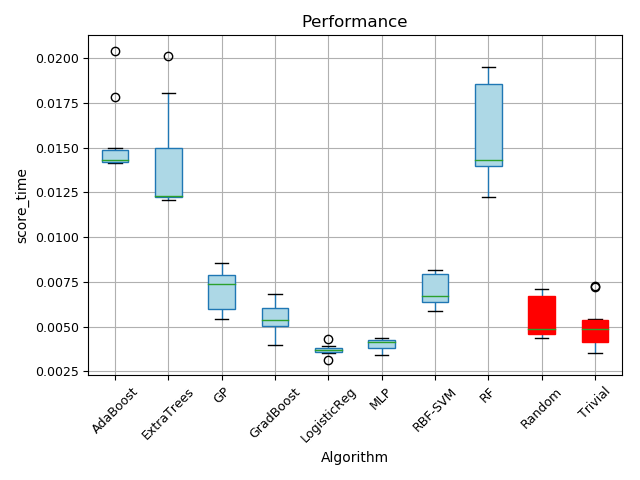 Performance
0.0200
0.0175
0.0150
0.0125
0.0100
0.0075
0.0050
0.0025
score_time
AdaBoost
ExtraTrees
GP
GradBoost
LogisticReg
MLP
RBF-SVM
RF
Random
Trivial
Algorithm